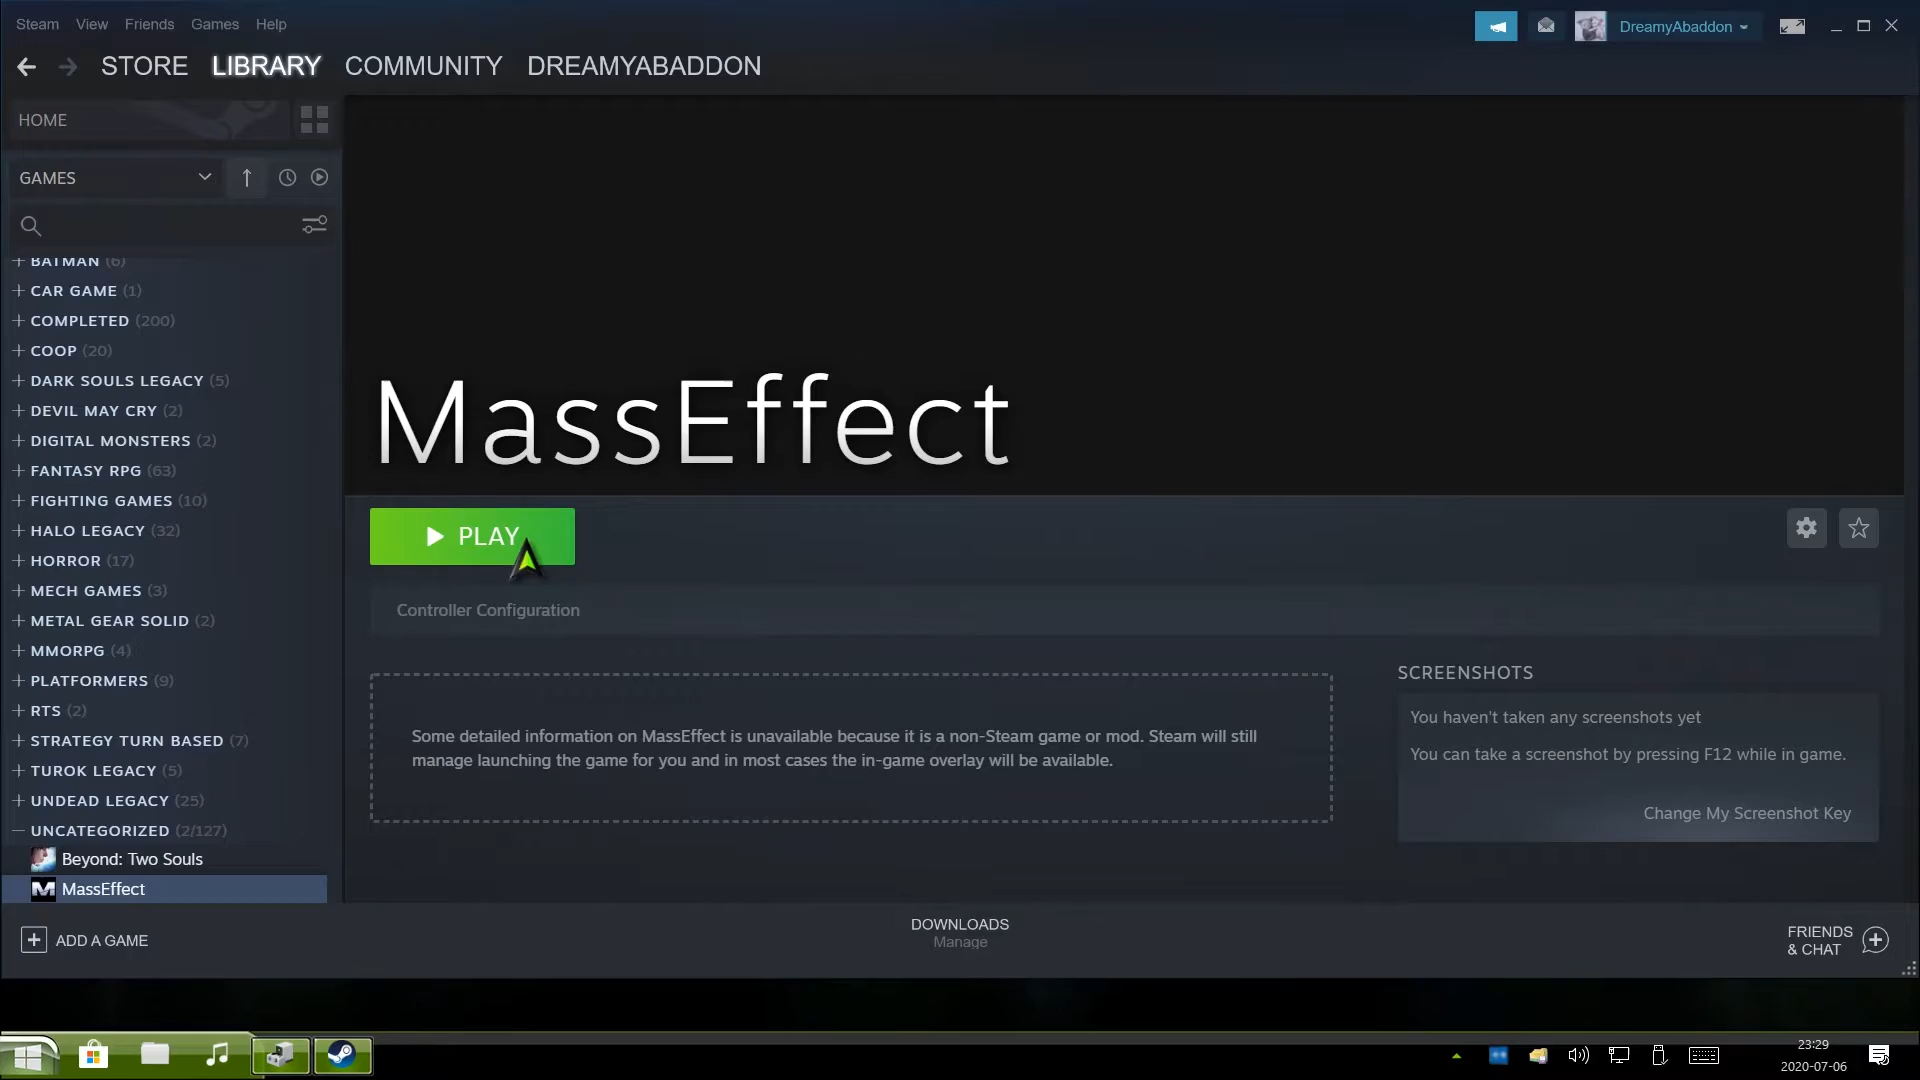 Steam View Friends Games Help
DreamyAbaddon
STORE LIBRARY COMMUNITY DREAMYABADDON
HOME
GAMES
BATMAN (6)
CAR GAME (1)
COMPLETED (200)
COOP (20)
DARK SOULS LEGACY (5)
DEVIL MAY CRY (2)
DIGITAL MONSTERS (2)
FANTASY RPG (63)
FIGHTING GAMES (10)
HALO LEGACY (32)
HORROR (17)
MECH GAMES (3)
METAL GEAR SOLID (2)
MMORPG (4)
PLATFORMERS (9)
RTS (2)
STRATEGY TURN BASED (7)
TUROK LEGACY (5)
UNDEAD LEGACY (25)
UNCATEGORIZED (2/127)
Beyond: Two Souls
MassEffect
MassEffect
PLAY
Controller Configuration
Some detailed information on MassEffect is unavailable because it is a non-Steam game or mod. Steam will still
manage launching the game for you and in most cases the in-game overlay will be available.
SCREENSHOTS
You haven't taken any screenshots yet
You can take a screenshot by pressing F12 while in game.
Change My Screenshot Key
ADD A GAME
DOWNLOADS
Manage
FRIENDS
& CHAT
23:29
2020-07-06